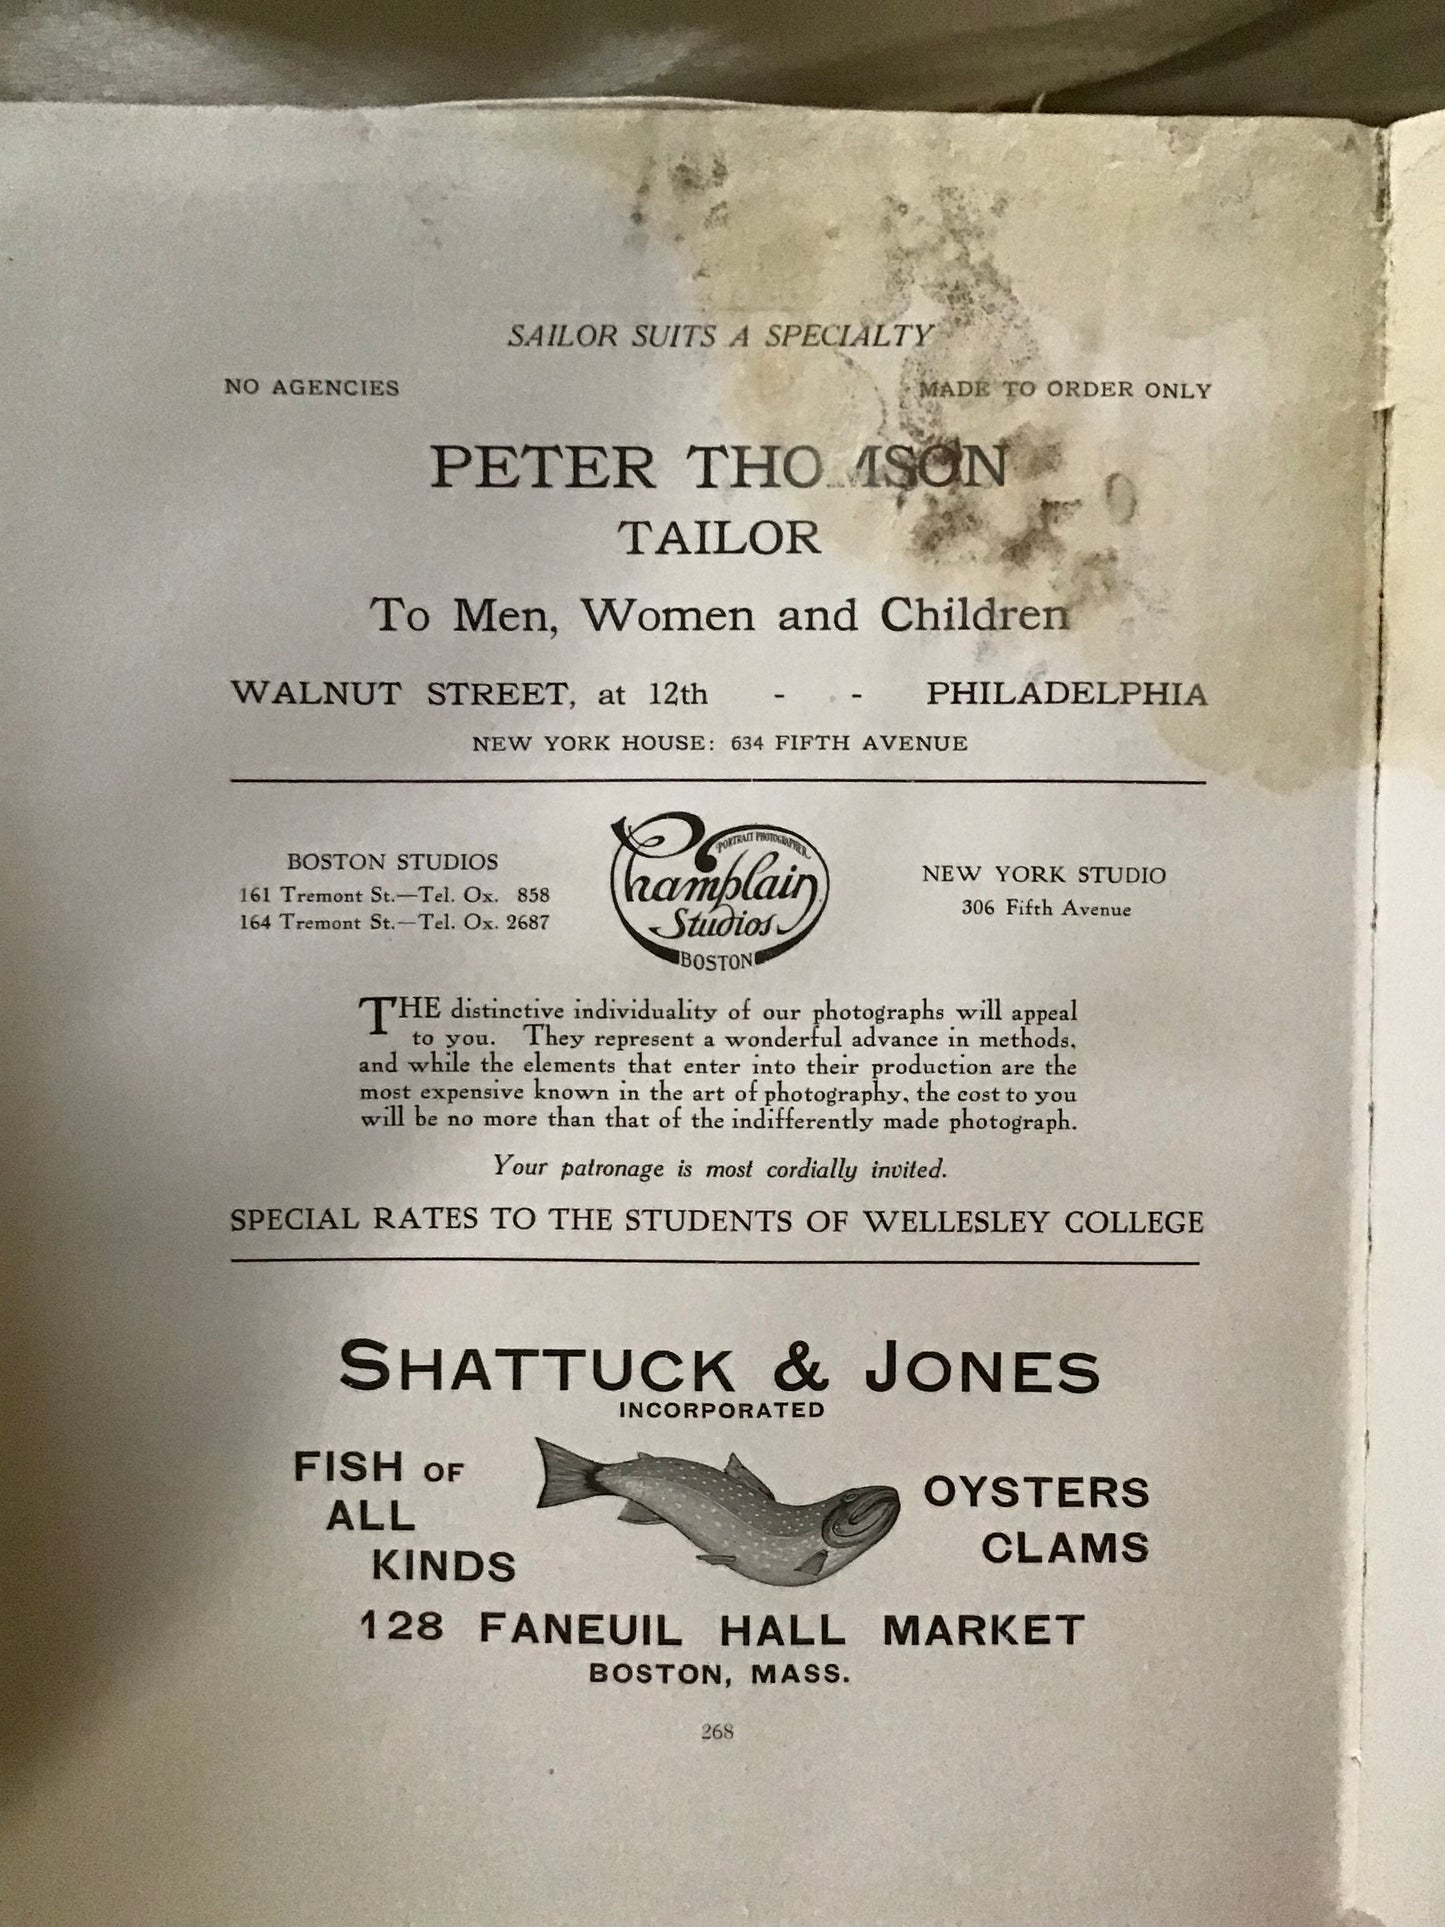 SAILOR SUITS A SPECIALTY
NO AGENCIES MADE TO ORDER ONLY
PETER THOMSON
TAILOR
To Men, Women and Children
WALNUT STREET, at 12th - - PHILADELPHIA
NEW YORK HOUSE: 634 FIFTH AVENUE
BOSTON STUDIOS
161 Tremont St.—Tel. Ox. 858
164 Tremont St.—Tel. Ox. 2687
PORTRAIT PHOTOGRAPHER
Champlain
Studios
BOSTON
NEW YORK STUDIO
306 Fifth Avenue
THE distinctive individuality of our photographs will appeal
to you. They represent a wonderful advance in methods,
and while the elements that enter into their production are the
most expensive known in the art of photography, the cost to you
will be no more than that of the indifferently made photograph.
Your patronage is most cordially invited.
SPECIAL RATES TO THE STUDENTS OF WELLESLEY COLLEGE
SHATTUCK & JONES
INCORPORATED
FISH OF
ALL
KINDS
OYSTERS
CLAMS
128 FANEUIL HALL MARKET
BOSTON, MASS.
268